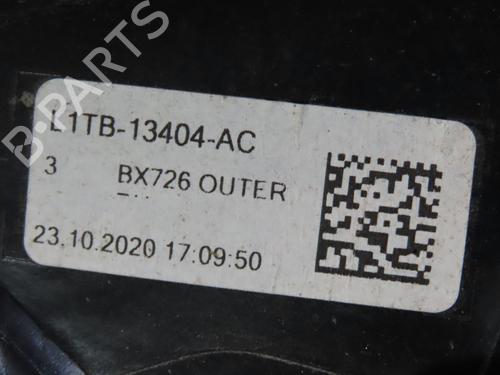 B-PARTS
L1TB-13404-AC
3 BX726 OUTER
23.10.2020 17:09:50